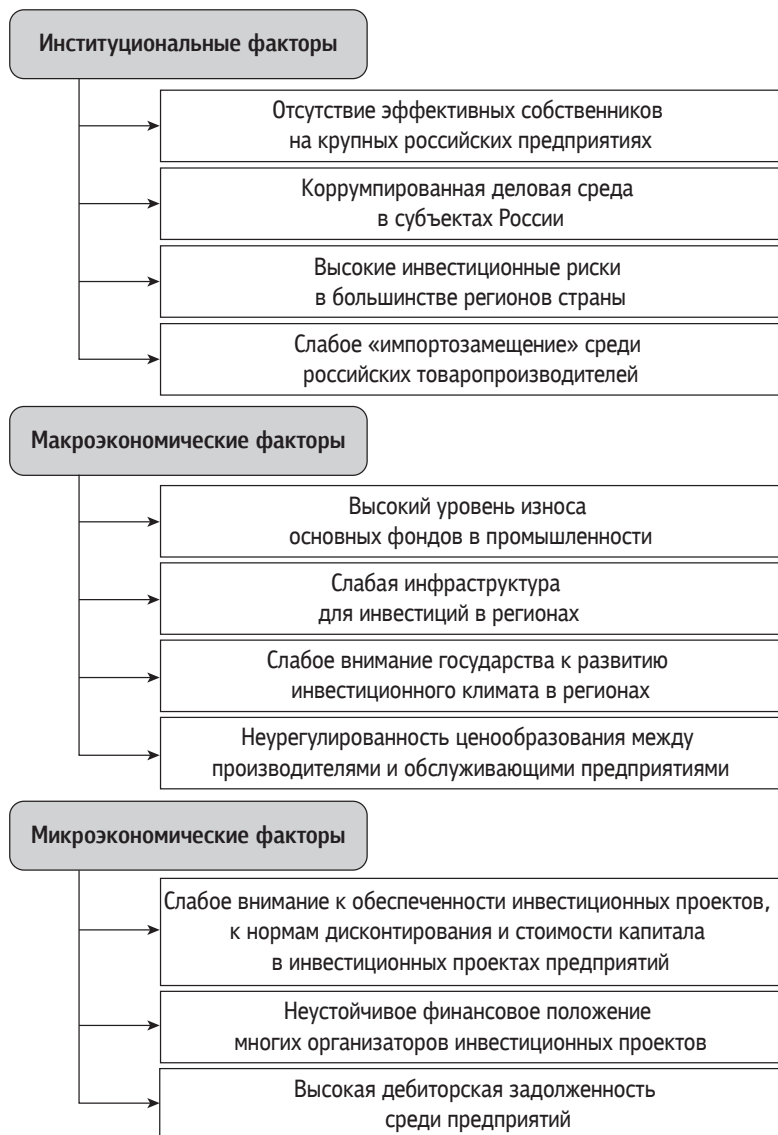 Институциональные факторы
Отсутствие эффективных собственников
на крупных российских предприятиях
Коррумпированная деловая среда
в субъектах России
Высокие инвестиционные риски
в большинстве регионов страны
Слабое «импортозамещение» среди
российских товаропроизводителей
Макроэкономические факторы
Высокий уровень износа
основных фондов в промышленности
Слабая инфраструктура
для инвестиций в регионах
Слабое внимание государства к развитию
инвестиционного климата в регионах
Неурегулированность ценообразования между
производителями и обслуживающими предприятиями
Микроэкономические факторы
Слабое внимание к обеспеченности инвестиционных проектов,
к нормам дисконтирования и стоимости капитала
в инвестиционных проектах предприятий
Неустойчивое финансовое положение
многих организаторов инвестиционных проектов
Высокая дебиторская задолженность
среди предприятий